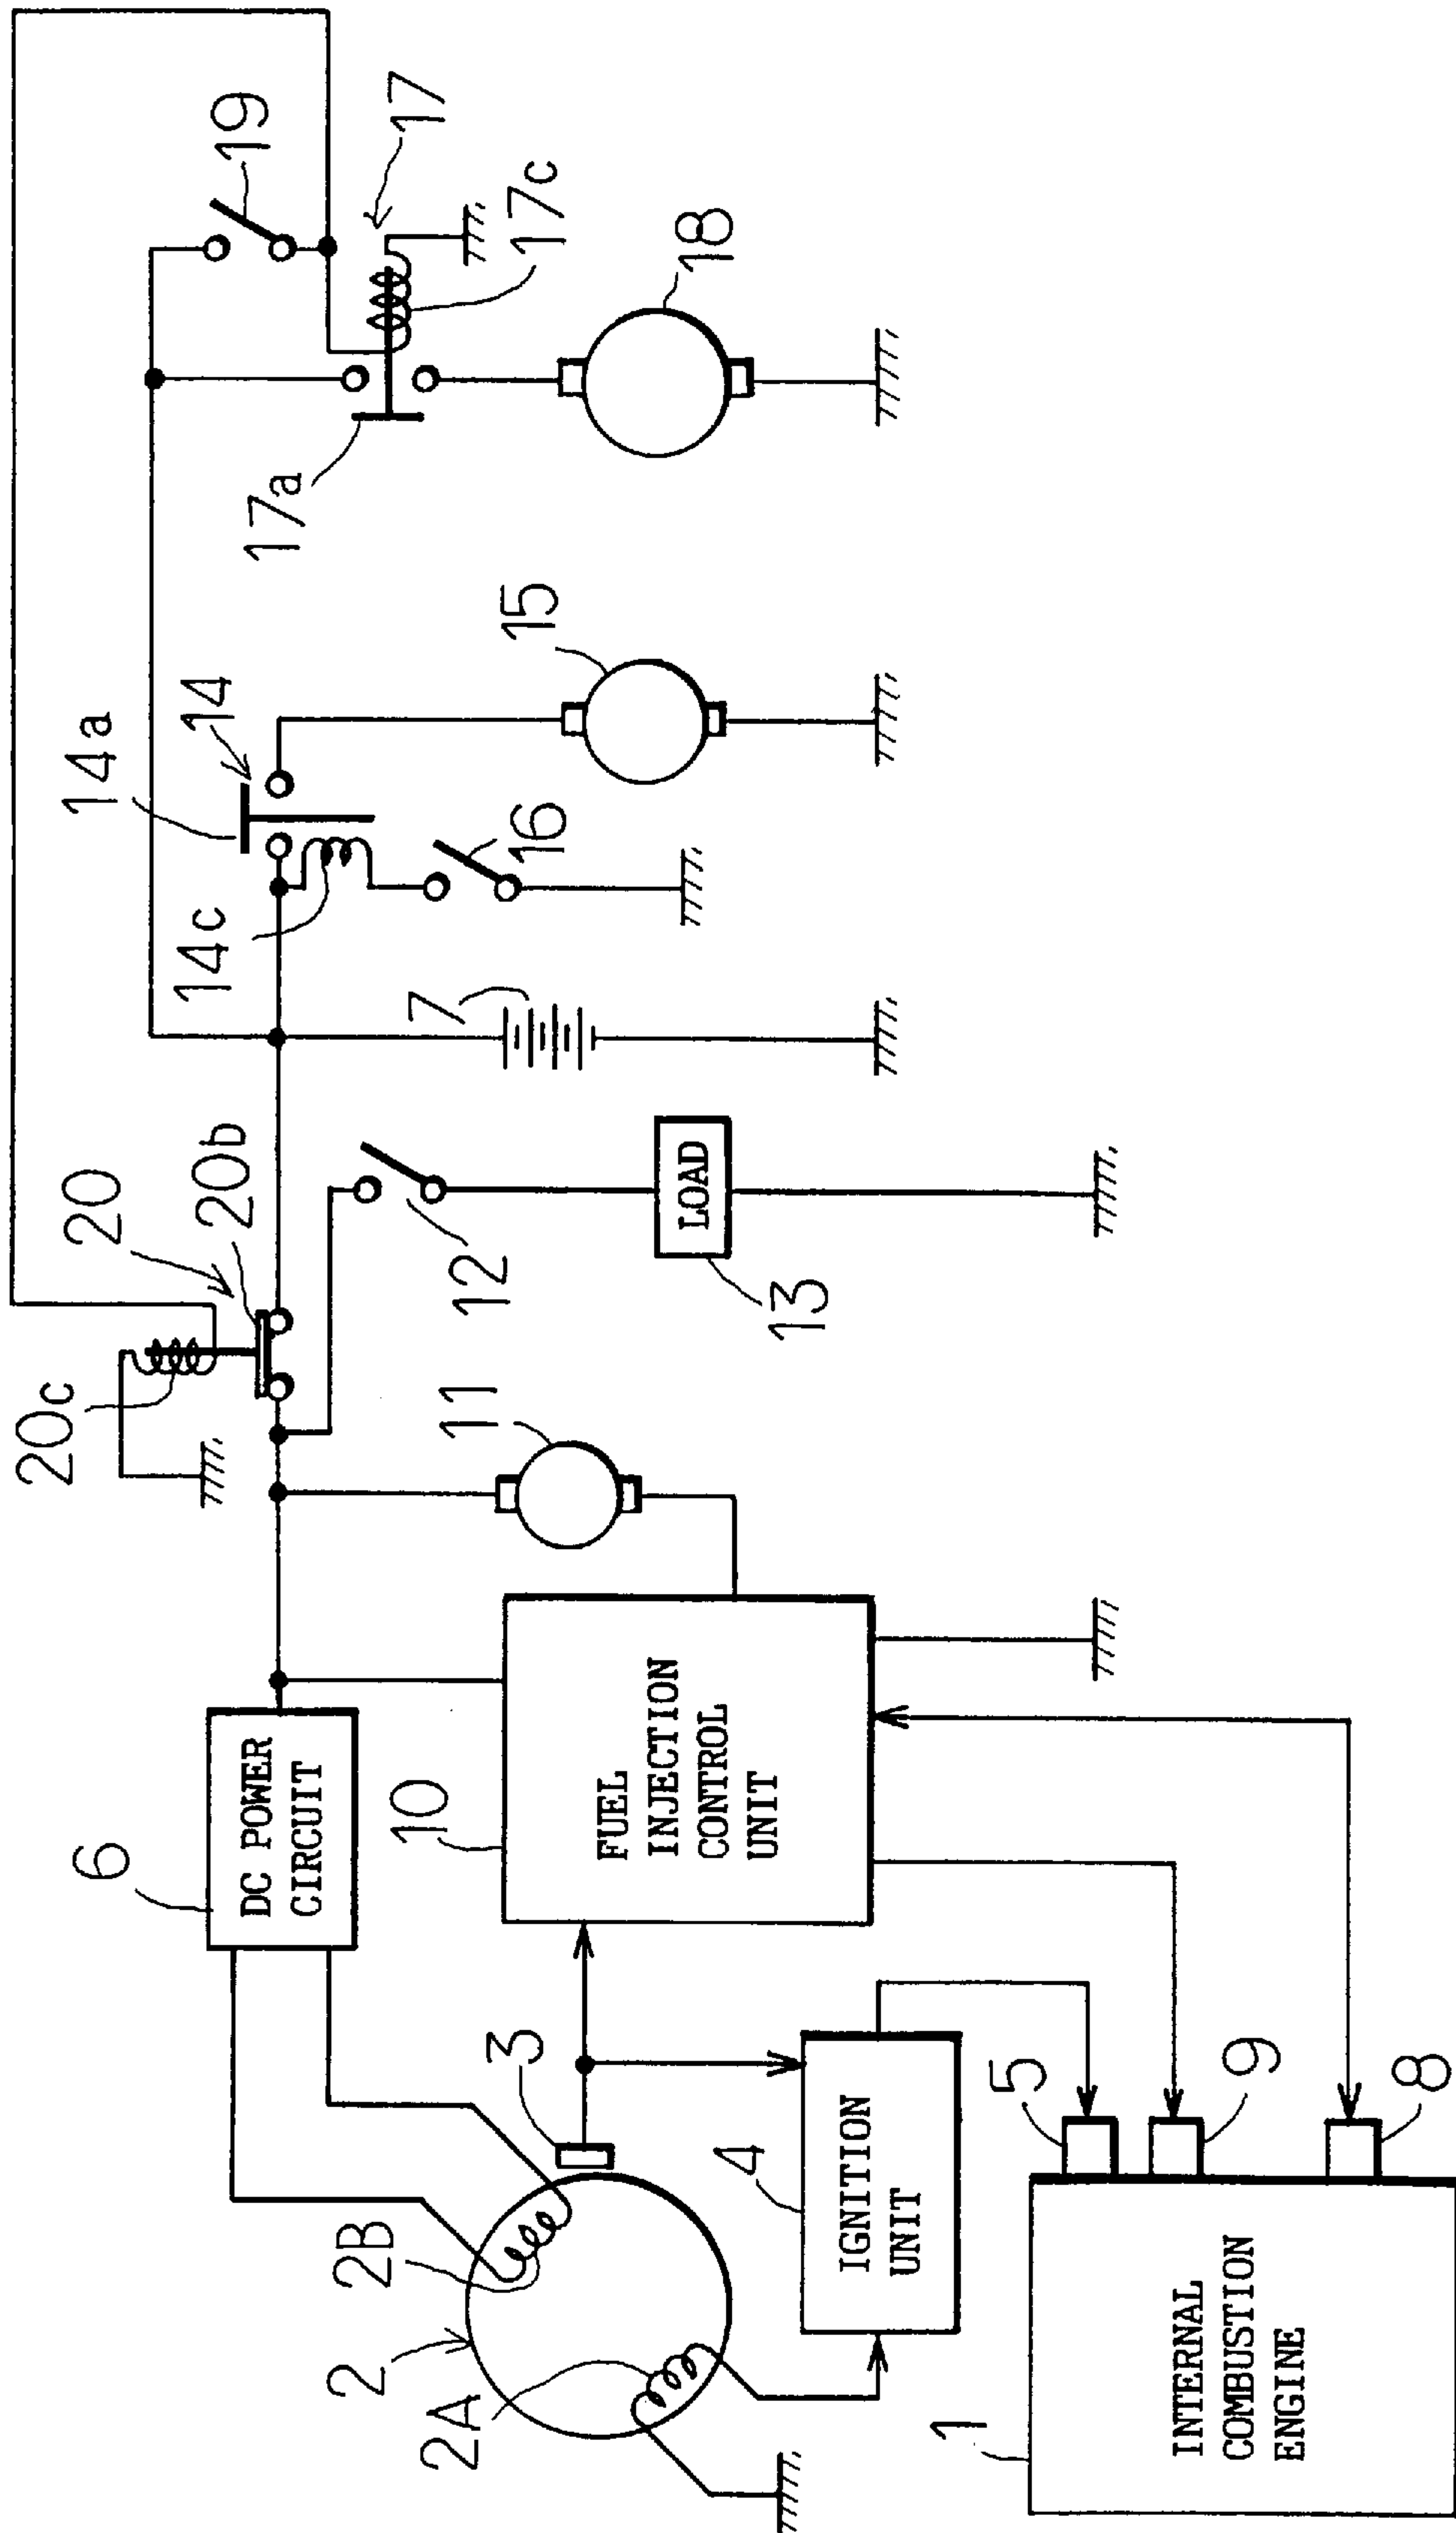 6
DC POWER
CIRCUIT
20c
20
20b
14a
14
14c
17a
19
17
17c
2
2B
2A
3
10
FUEL
INJECTION
CONTROL
UNIT
11
12
7
16
15
18
4
IGNITION
UNIT
LOAD
13
1
INTERNAL
COMBUSTION
ENGINE
5
9
8